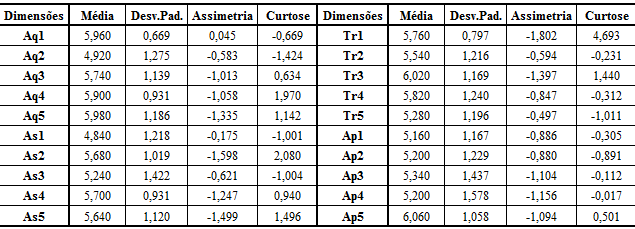 Dimensões Média Desv.Pad. Assimetria Curtose Dimensões Média Desv.Pad. Assimetria Curtose
Aq1 5,960 0,669 0,045 -0,669 Tr1 5,760 0,797 -1,802 4,693
Aq2 4,920 1,275 -0,583 -1,424 Tr2 5,540 1,216 -0,594 -0,231
Aq3 5,740 1,139 -1,013 0,634 Tr3 6,020 1,169 -1,397 1,440
Aq4 5,900 0,931 -1,058 1,970 Tr4 5,820 1,240 -0,847 -0,312
Aq5 5,980 1,186 -1,335 1,142 Tr5 5,280 1,196 -0,497 -1,011
As1 4,840 1,218 -0,175 -1,001 Ap1 5,160 1,167 -0,886 -0,305
As2 5,680 1,019 -1,598 2,080 Ap2 5,200 1,229 -0,880 -0,891
As3 5,240 1,422 -0,621 -1,004 Ap3 5,340 1,437 -1,104 -0,112
As4 5,700 0,931 -1,247 0,940 Ap4 5,200 1,578 -1,156 -0,017
As5 5,640 1,120 -1,499 1,496 Ap5 6,060 1,058 -1,094 0,501